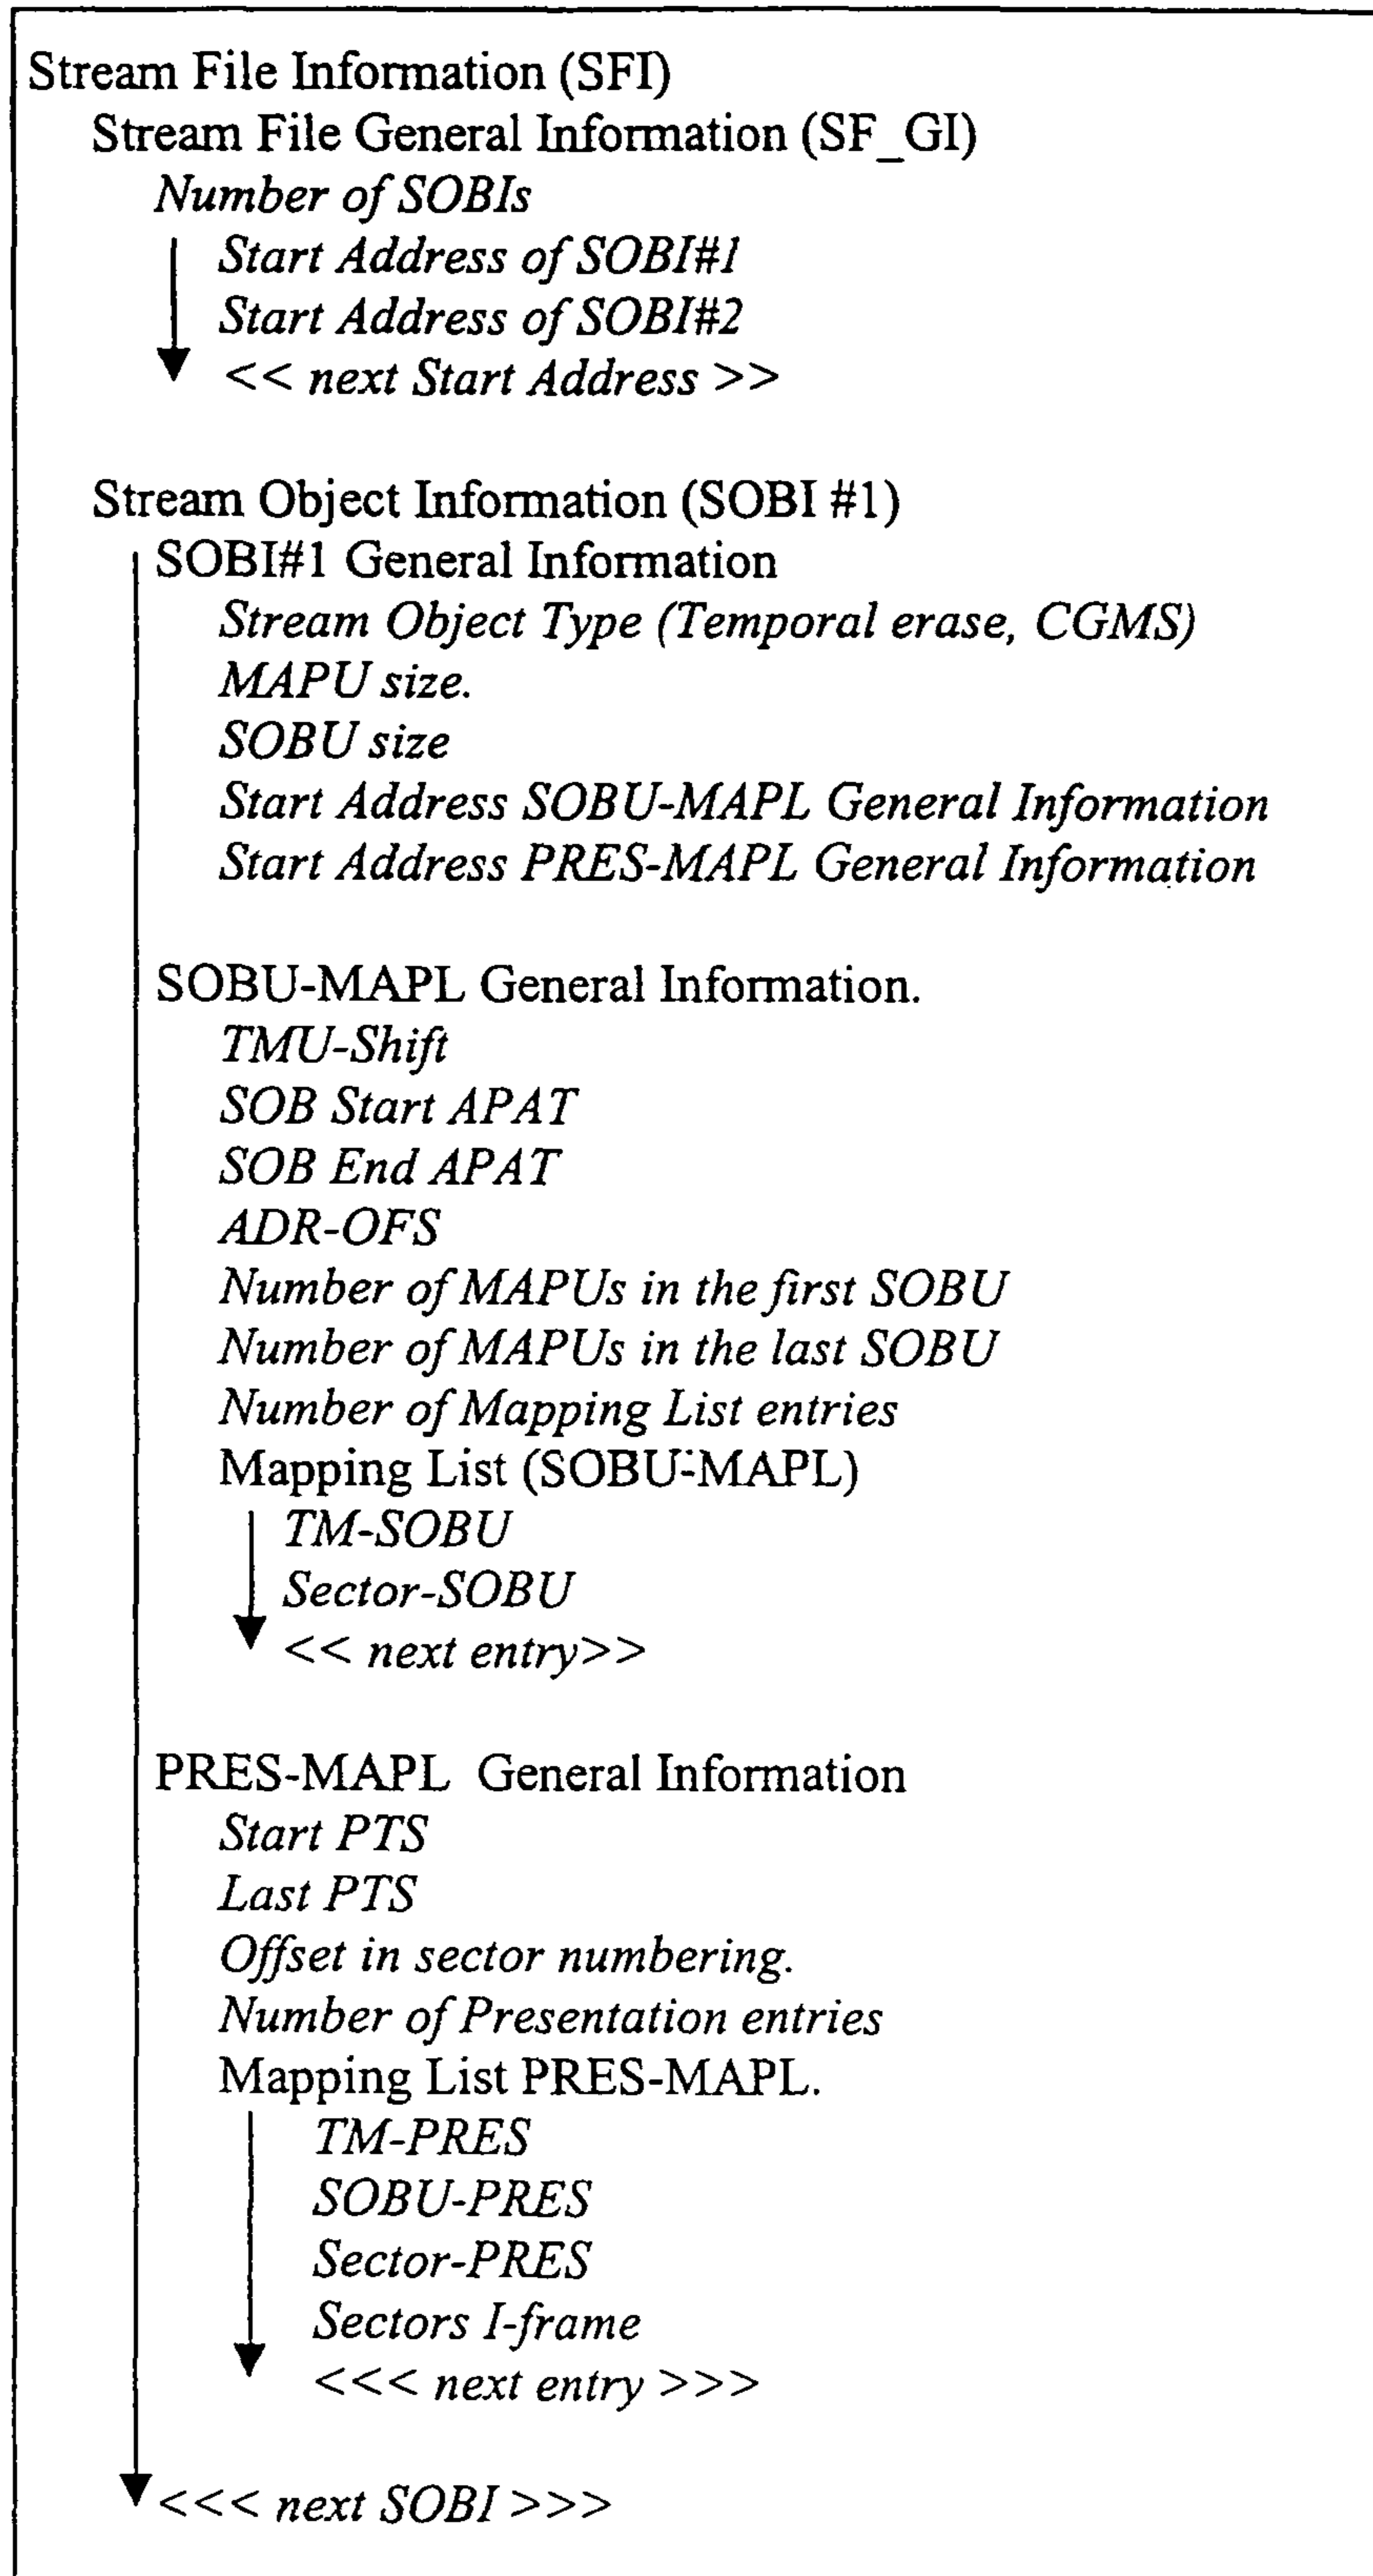 Stream File Information (SFI)
Stream File General Information (SF_GI)
Number of SOBIs
Start Address of SOBI#1
Start Address of SOBI#2
<< next Start Address >>
Stream Object Information (SOBI #1)
SOBI#1 General Information
Stream Object Type (Temporal erase, CGMS)
MAPU size.
SOBU size
Start Address SOBU-MAPL General Information
Start Address PRES-MAPL General Information
SOBU-MAPL General Information.
TMU-Shift
SOB Start APAT
SOB End APAT
ADR-OFS
Number of MAPUs in the first SOBU
Number of MAPUs in the last SOBU
Number of Mapping List entries
Mapping List (SOBU-MAPL)
TM-SOBU
Sector-SOBU
<< next entry>>
PRES-MAPL General Information
Start PTS
Last PTS
Offset in sector numbering.
Number of Presentation entries
Mapping List PRES-MAPL.
TM-PRES
SOBU-PRES
Sector-PRES
Sectors I-frame
<<< next entry >>>
<<< next SOBI >>>